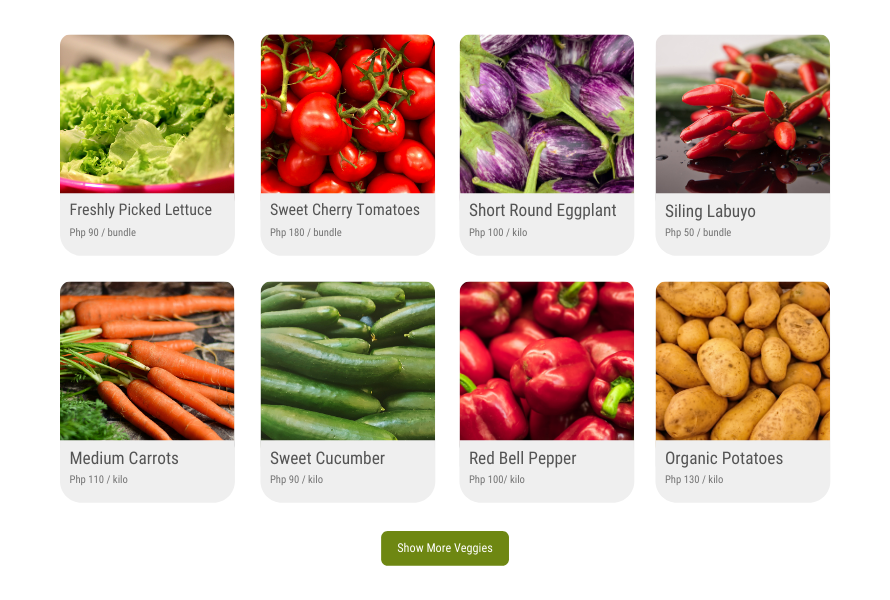 Freshly Picked Lettuce
Php 90 / bundle
Sweet Cherry Tomatoes
Php 180 / bundle
Short Round Eggplant
Php 100 / kilo
Siling Labuyo
Php 50 / bundle
Medium Carrots
Php 110 / kilo
Sweet Cucumber
Php 90 / kilo
Red Bell Pepper
Php 100/ kilo
Organic Potatoes
Php 130 / kilo
Show More Veggies